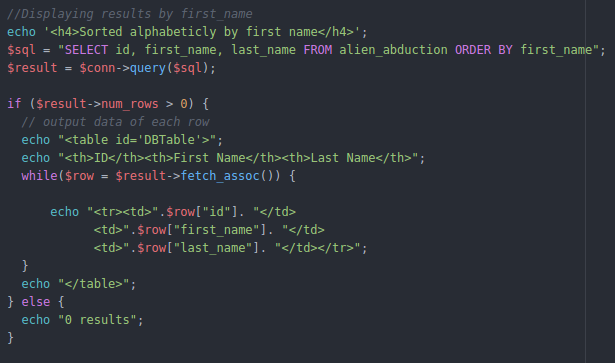 //Displaying results by first_name
echo '<h4>Sorted alphabeticly by first name</h4>';
$sql = "SELECT id, first_name, last_name FROM alien_abduction ORDER BY first_name";
$result = $conn->query($sql);

if ($result->num_rows > 0) {
  // output data of each row
  echo "<table id='DBTable'>";
  echo "<th>ID</th><th>First Name</th><th>Last Name</th>";
  while($row = $result->fetch_assoc()) {

      echo "<tr><td>".$row["id"]. "</td>
            <td>".$row["first_name"]. "</td>
            <td>".$row["last_name"]. "</td></tr>";
  }
  echo "</table>";
} else {
  echo "0 results";
}